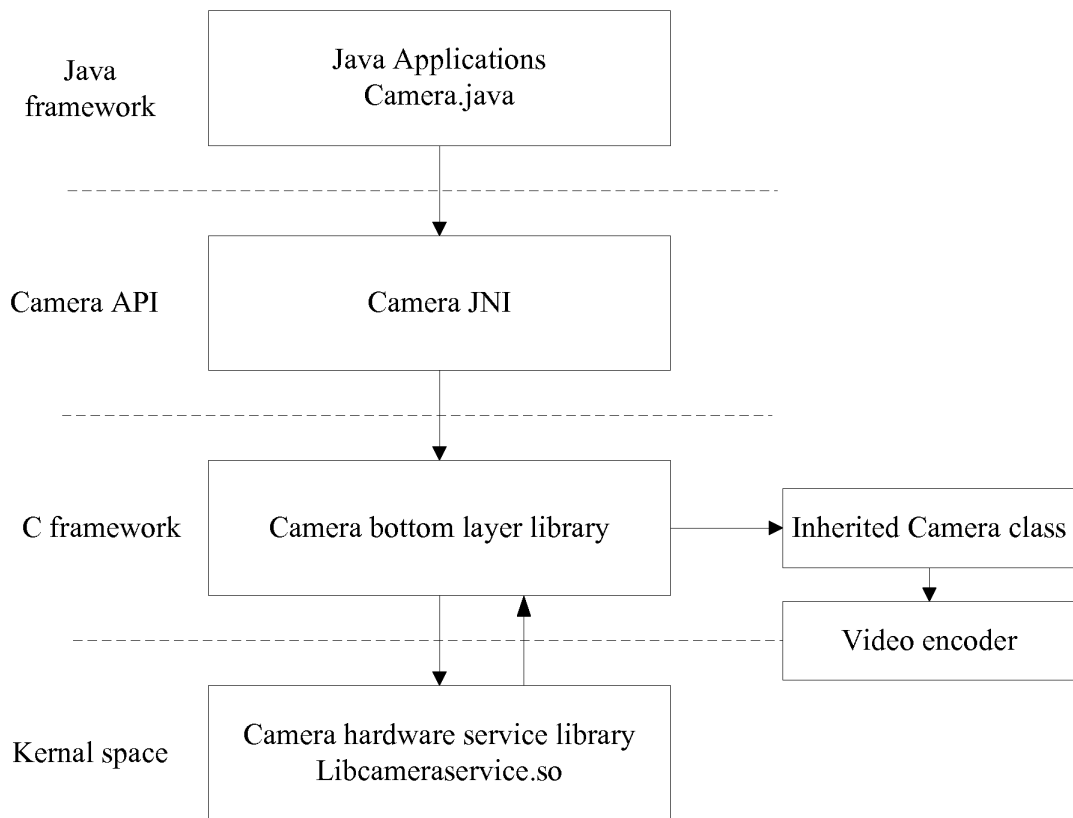 Java
framework
Java Applications
Camera.java
Camera API
Camera JNI
C framework
Camera bottom layer library
Inherited Camera class
Video encoder
Kernal space
Camera hardware service library
Libcameraservice.so